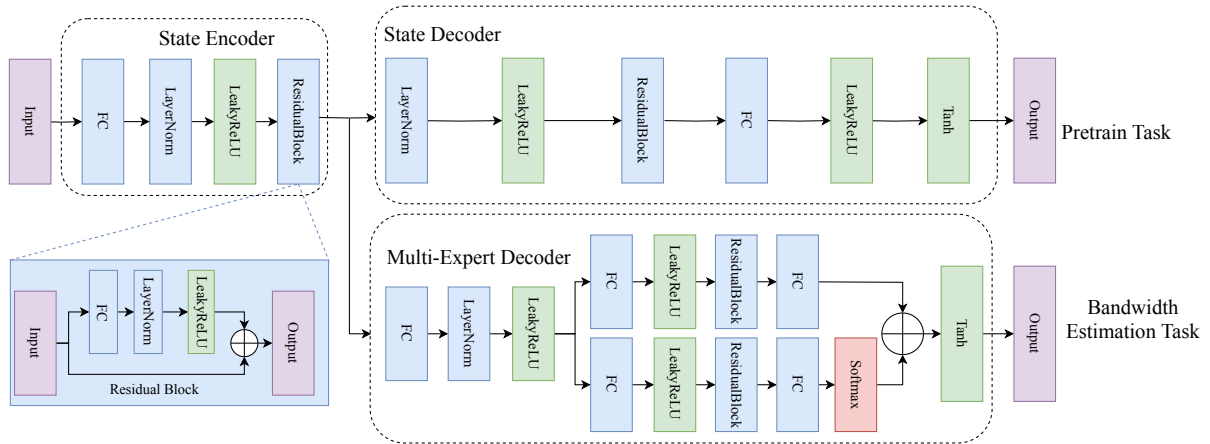 State Encoder
Input
FC
LayerNorm
LeakyReLU
ResidualBlock
State Decoder
LayerNorm
LeakyReLU
ResidualBlock
FC
LeakyReLU
Tanh
Output
Pretrain Task
Input
FC
LayerNorm
LeakyReLU
Output
Residual Block
Multi-Expert Decoder
FC
LayerNorm
LeakyReLU
FC
LeakyReLU
ResidualBlock
FC
FC
LeakyReLU
ResidualBlock
FC
Softmax
Tanh
Output
Bandwidth
Estimation Task